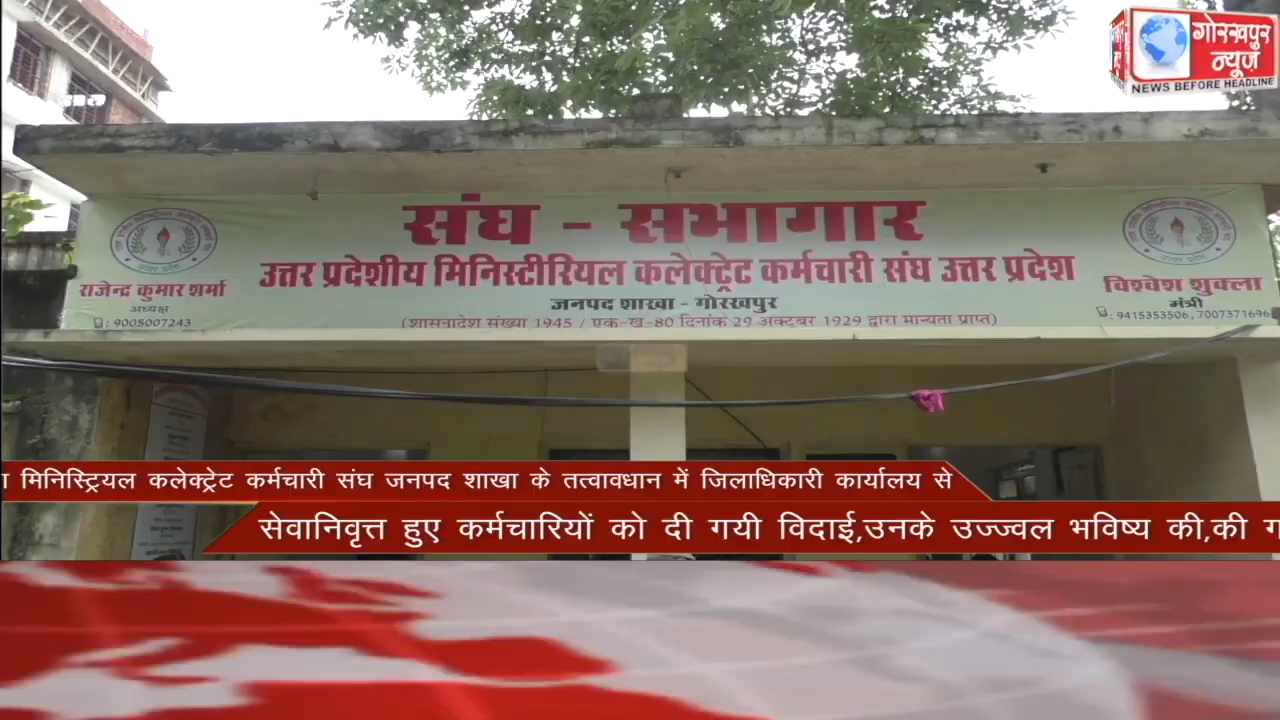 गोरखपुर
न्यूज
NEWS BEFORE HEADLINE
संघ - सभागार
उत्तर प्रदेशीय मिनिस्टीरियल कलेक्ट्रेट कर्मचारी संघ उत्तर प्रदेश
जनपद शाखा - गोरखपुर
(शासनादेश संख्या 1945 / एक-ख-80 दिनांक 29 अक्टूबर 1929 द्वारा मान्यता प्राप्त)
राजेन्द्र कुमार शर्मा
अध्यक्ष
: 9005007243
विश्वेश शुक्ला
मंत्री
: 9415353506, 7007371696
मिनिस्ट्रियल कलेक्ट्रेट कर्मचारी संघ जनपद शाखा के तत्वावधान में जिलाधिकारी कार्यालय से
सेवानिवृत्त हुए कर्मचारियों को दी गयी विदाई,उनके उज्ज्वल भविष्य की,की